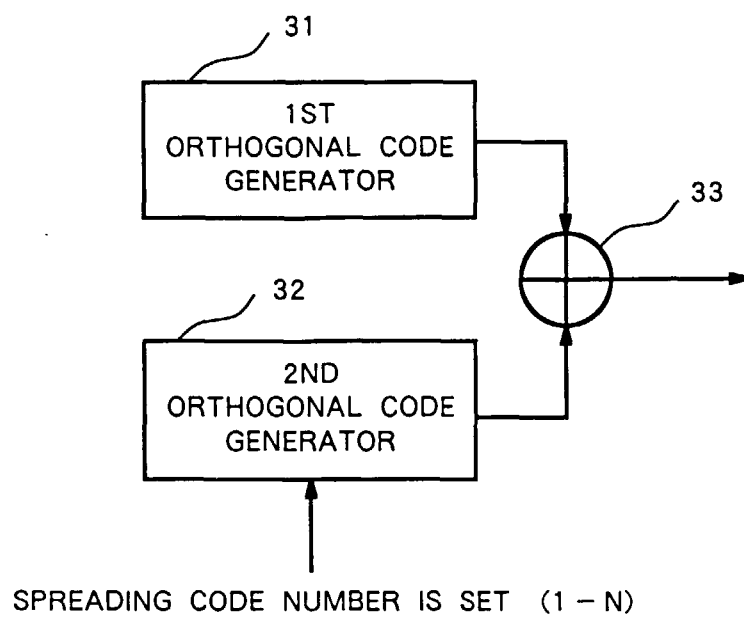 31
1ST
ORTHOGONAL CODE
GENERATOR
33
32
2ND
ORTHOGONAL CODE
GENERATOR
SPREADING CODE NUMBER IS SET (1 – N)